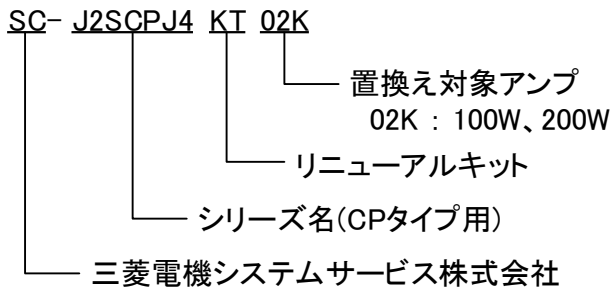 SC- J2SCPJ4 KT 02K
置換え対象アンプ
02K : 100W、200W
リニューアルキット
シリーズ名(CPタイプ用)
三菱電機システムサービス株式会社